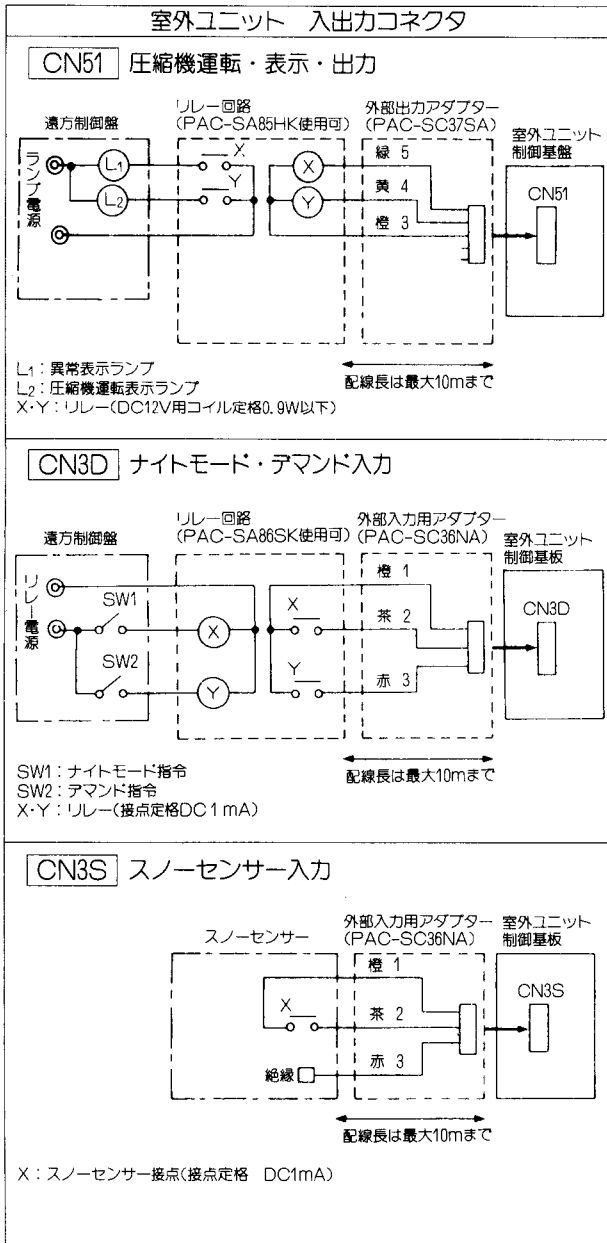 室外ユニット 入出力コネクタ
CN51 圧縮機運転・表示・出力
遠方制御盤
リレー回路
(PAC-SA85HK使用可)
外部出力アダプター
(PAC-SC37SA)
室外ユニット
制御基盤
ランプ電源
L1
L2
X
Y
X
Y
緑 5
黄 4
橙 3
CN51
L1：異常表示ランプ
L2：圧縮機運転表示ランプ
X・Y：リレー(DC12V用コイル定格0.9W以下)
配線長は最大10mまで
CN3D ナイトモード・デマンド入力
遠方制御盤
リレー回路
(PAC-SA86SK使用可)
外部入力用アダプター
(PAC-SC36NA)
室外ユニット
制御基板
リレー電源
SW1
SW2
X
Y
X
Y
橙 1
茶 2
赤 3
CN3D
SW1：ナイトモード指令
SW2：デマンド指令
X・Y：リレー(接点定格DC1mA)
配線長は最大10mまで
CN3S スノーセンサー入力
スノーセンサー
外部入力用アダプター
(PAC-SC36NA)
室外ユニット
制御基板
X
絶縁
橙 1
茶 2
赤 3
CN3S
配線長は最大10mまで
X：スノーセンサー接点(接点定格 DC1mA)